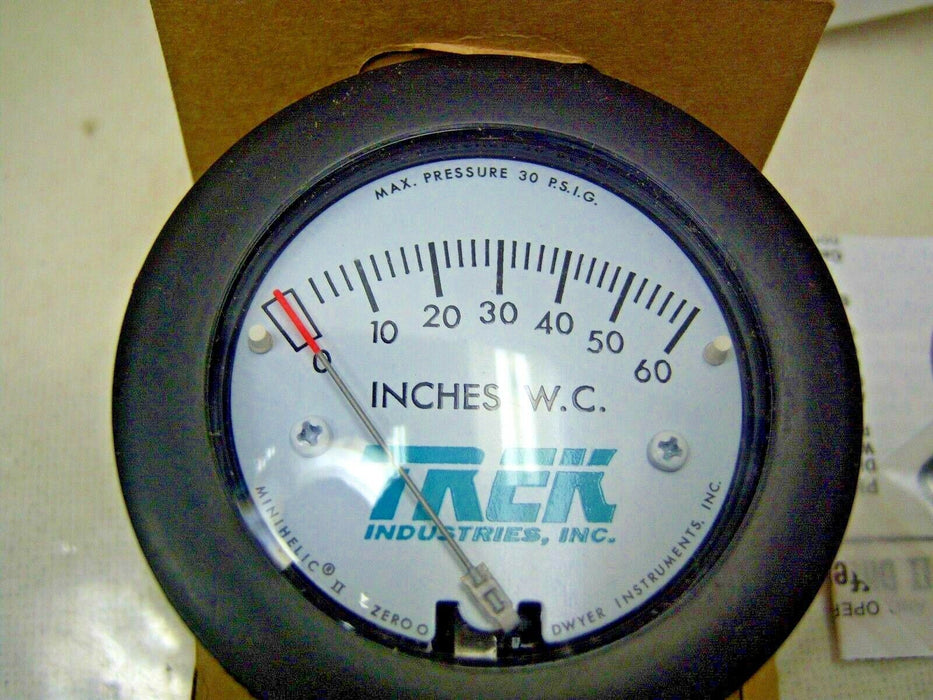 MAX. PRESSURE 30 P.S.I.G.
0 10 20 30 40 50 60
INCHES W.C.
TREK
INDUSTRIES, INC.
MINIHELIC® II
ZERO
DWYER INSTRUMENTS, INC.
OPER